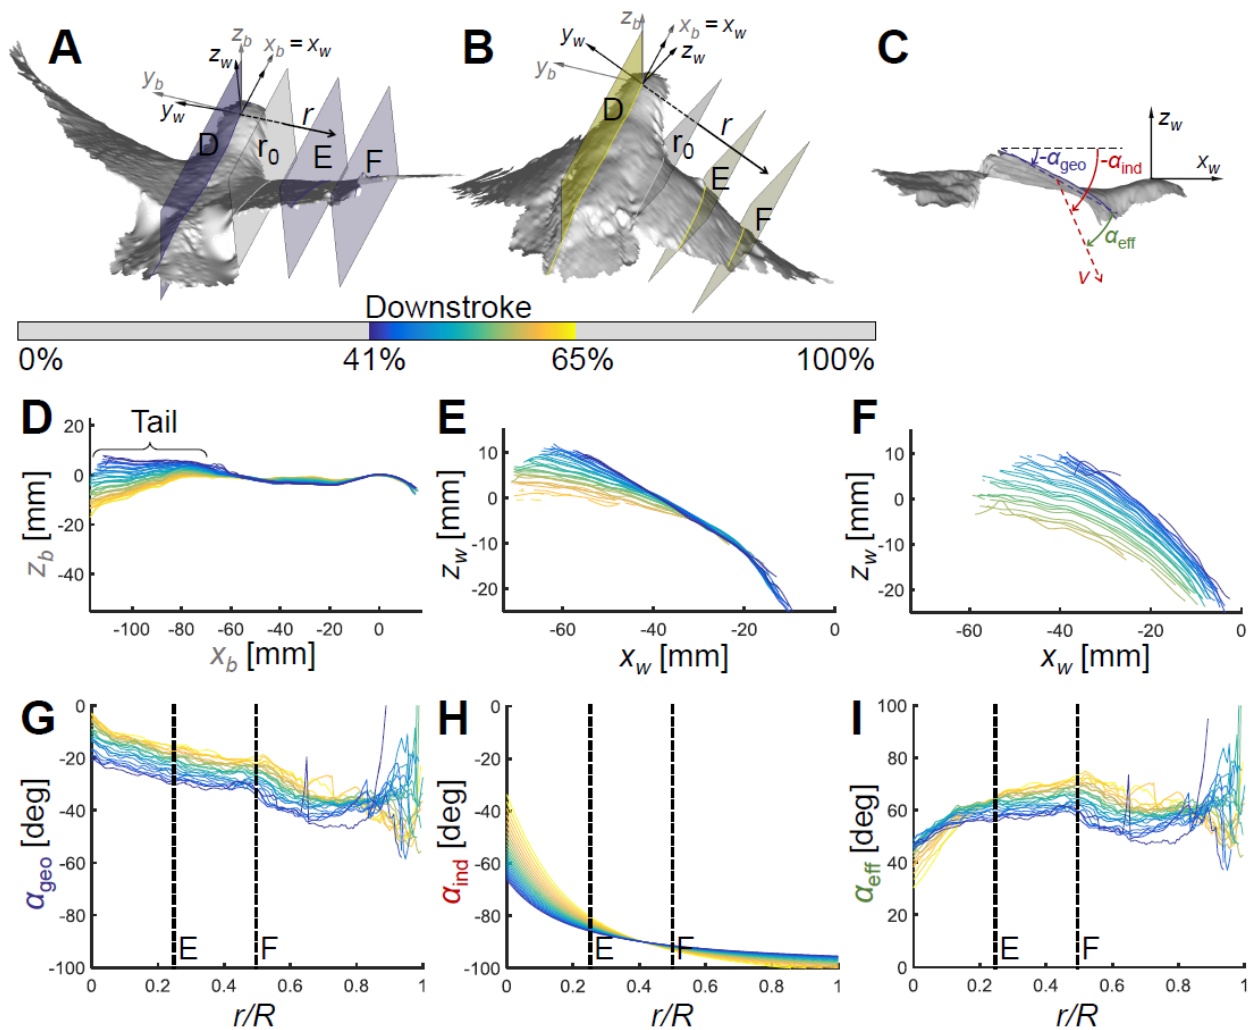 A
B
C
z_b
x_b = x_w
z_w
y_b
y_w
r
D
r_0
E
F
z_b
x_b = x_w
y_w
z_w
y_b
D
r
r_0
E
F
z_w
-α_geo
-α_ind
x_w
α_eff
v
Downstroke
0%
41%
65%
100%
D
Tail
20
0
-20
-40
z_b [mm]
-100
-80
-60
-40
-20
0
x_b [mm]
E
20
10
0
-10
-20
z_w [mm]
-60
-40
-20
0
x_w [mm]
F
20
10
0
-10
-20
z_w [mm]
-60
-40
-20
0
x_w [mm]
G
0
-20
-40
-60
-80
-100
α_geo [deg]
E
F
0
0.2
0.4
0.6
0.8
1
r/R
H
0
-20
-40
-60
-80
-100
α_ind [deg]
E
F
0
0.2
0.4
0.6
0.8
1
r/R
I
100
80
60
40
20
0
α_eff [deg]
E
F
0
0.2
0.4
0.6
0.8
1
r/R